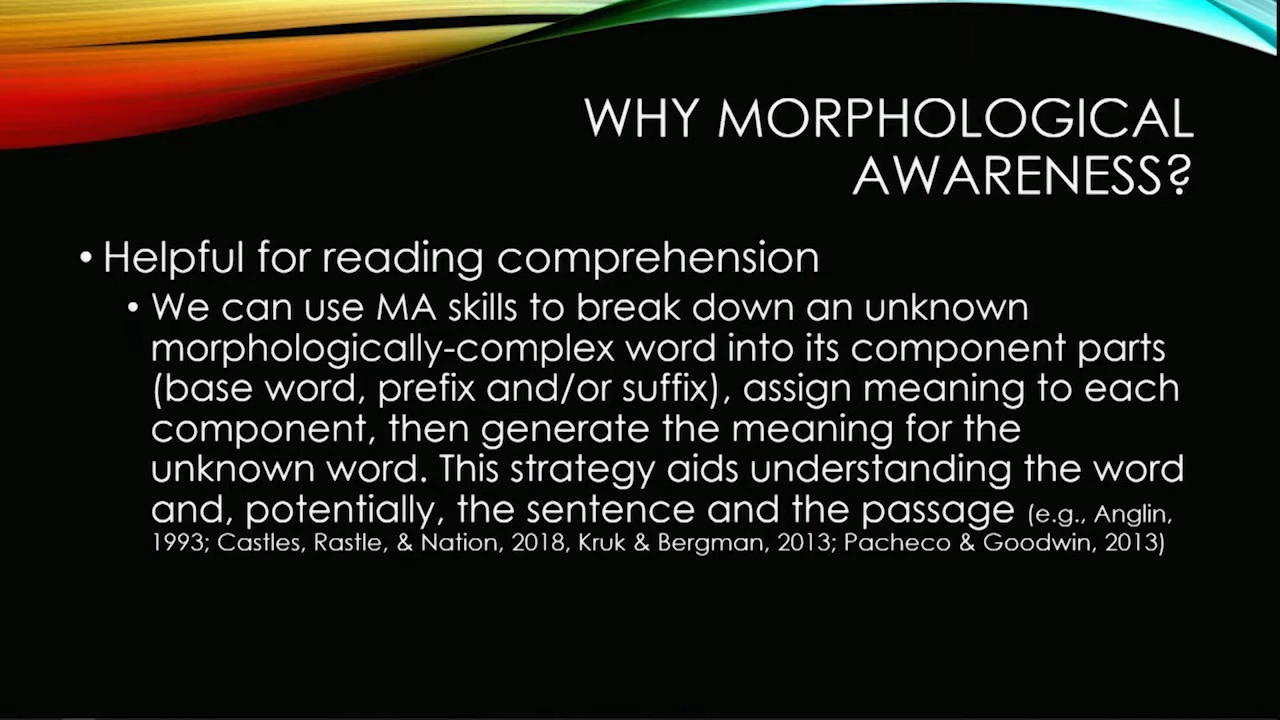 WHY MORPHOLOGICAL
AWARENESS?
• Helpful for reading comprehension
• We can use MA skills to break down an unknown
morphologically-complex word into its component parts
(base word, prefix and/or suffix), assign meaning to each
component, then generate the meaning for the
unknown word. This strategy aids understanding the word
and, potentially, the sentence and the passage (e.g., Anglin,
1993; Castles, Rastle, & Nation, 2018, Kruk & Bergman, 2013; Pacheco & Goodwin, 2013)